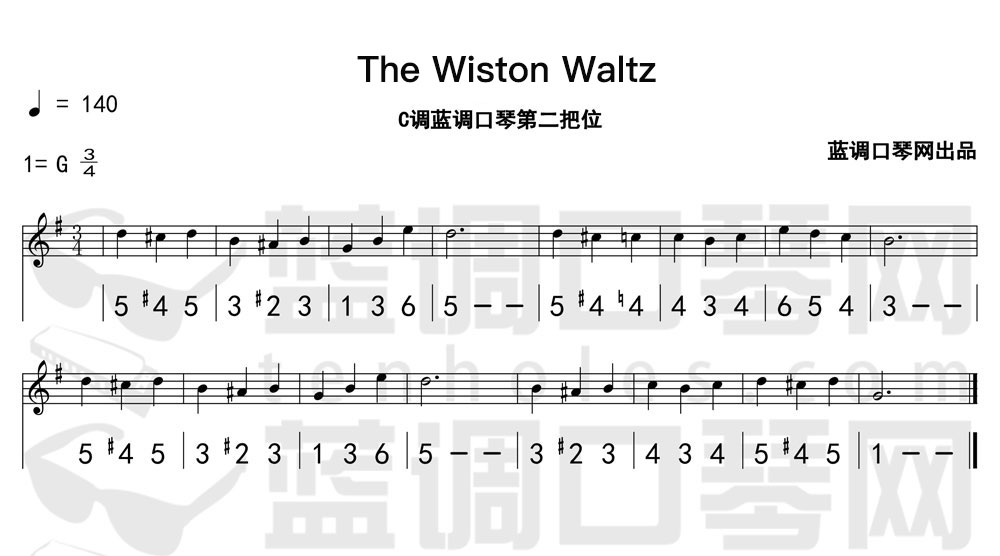 The Wiston Waltz
♩ = 140
C调蓝调口琴第二把位
蓝调口琴网出品
1= G 3/4
3/4
5 #4 5 | 3 #2 3 | 1 3 6 | 5 – – | 5 #4 ♮4 | 4 3 4 | 6 5 4 | 3 – – |
5 #4 5 | 3 #2 3 | 1 3 6 | 5 – – | 3 #2 3 | 4 3 4 | 5 #4 5 | 1 – – ‖
蓝调口琴网
tenholes.com
蓝调口琴网